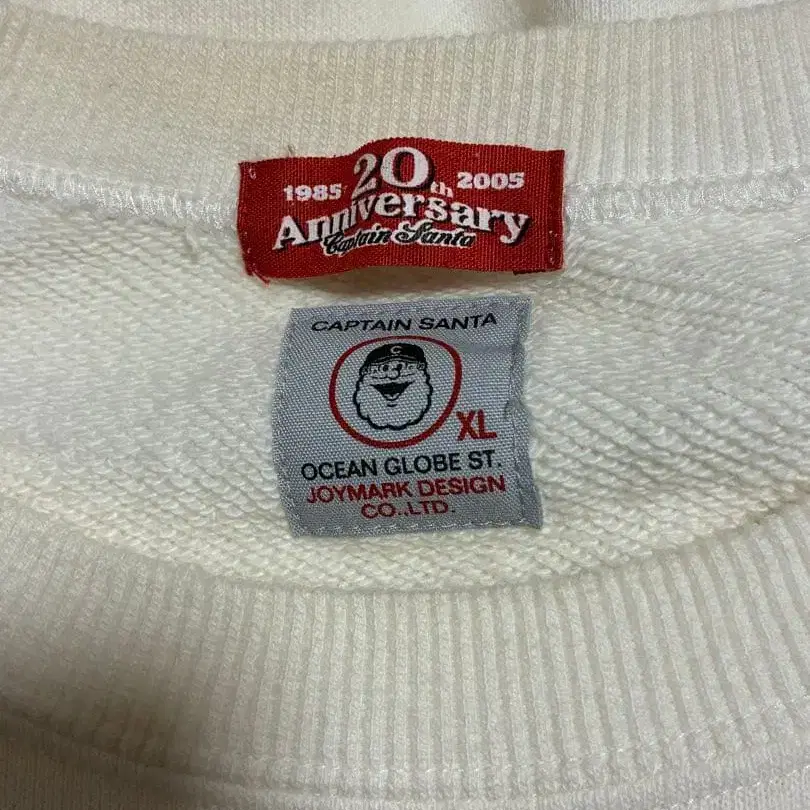 1985 20th 2005
Anniversary
Captain Santa
CAPTAIN SANTA
C
XL
OCEAN GLOBE ST.
JOYMARK DESIGN
CO.,LTD.